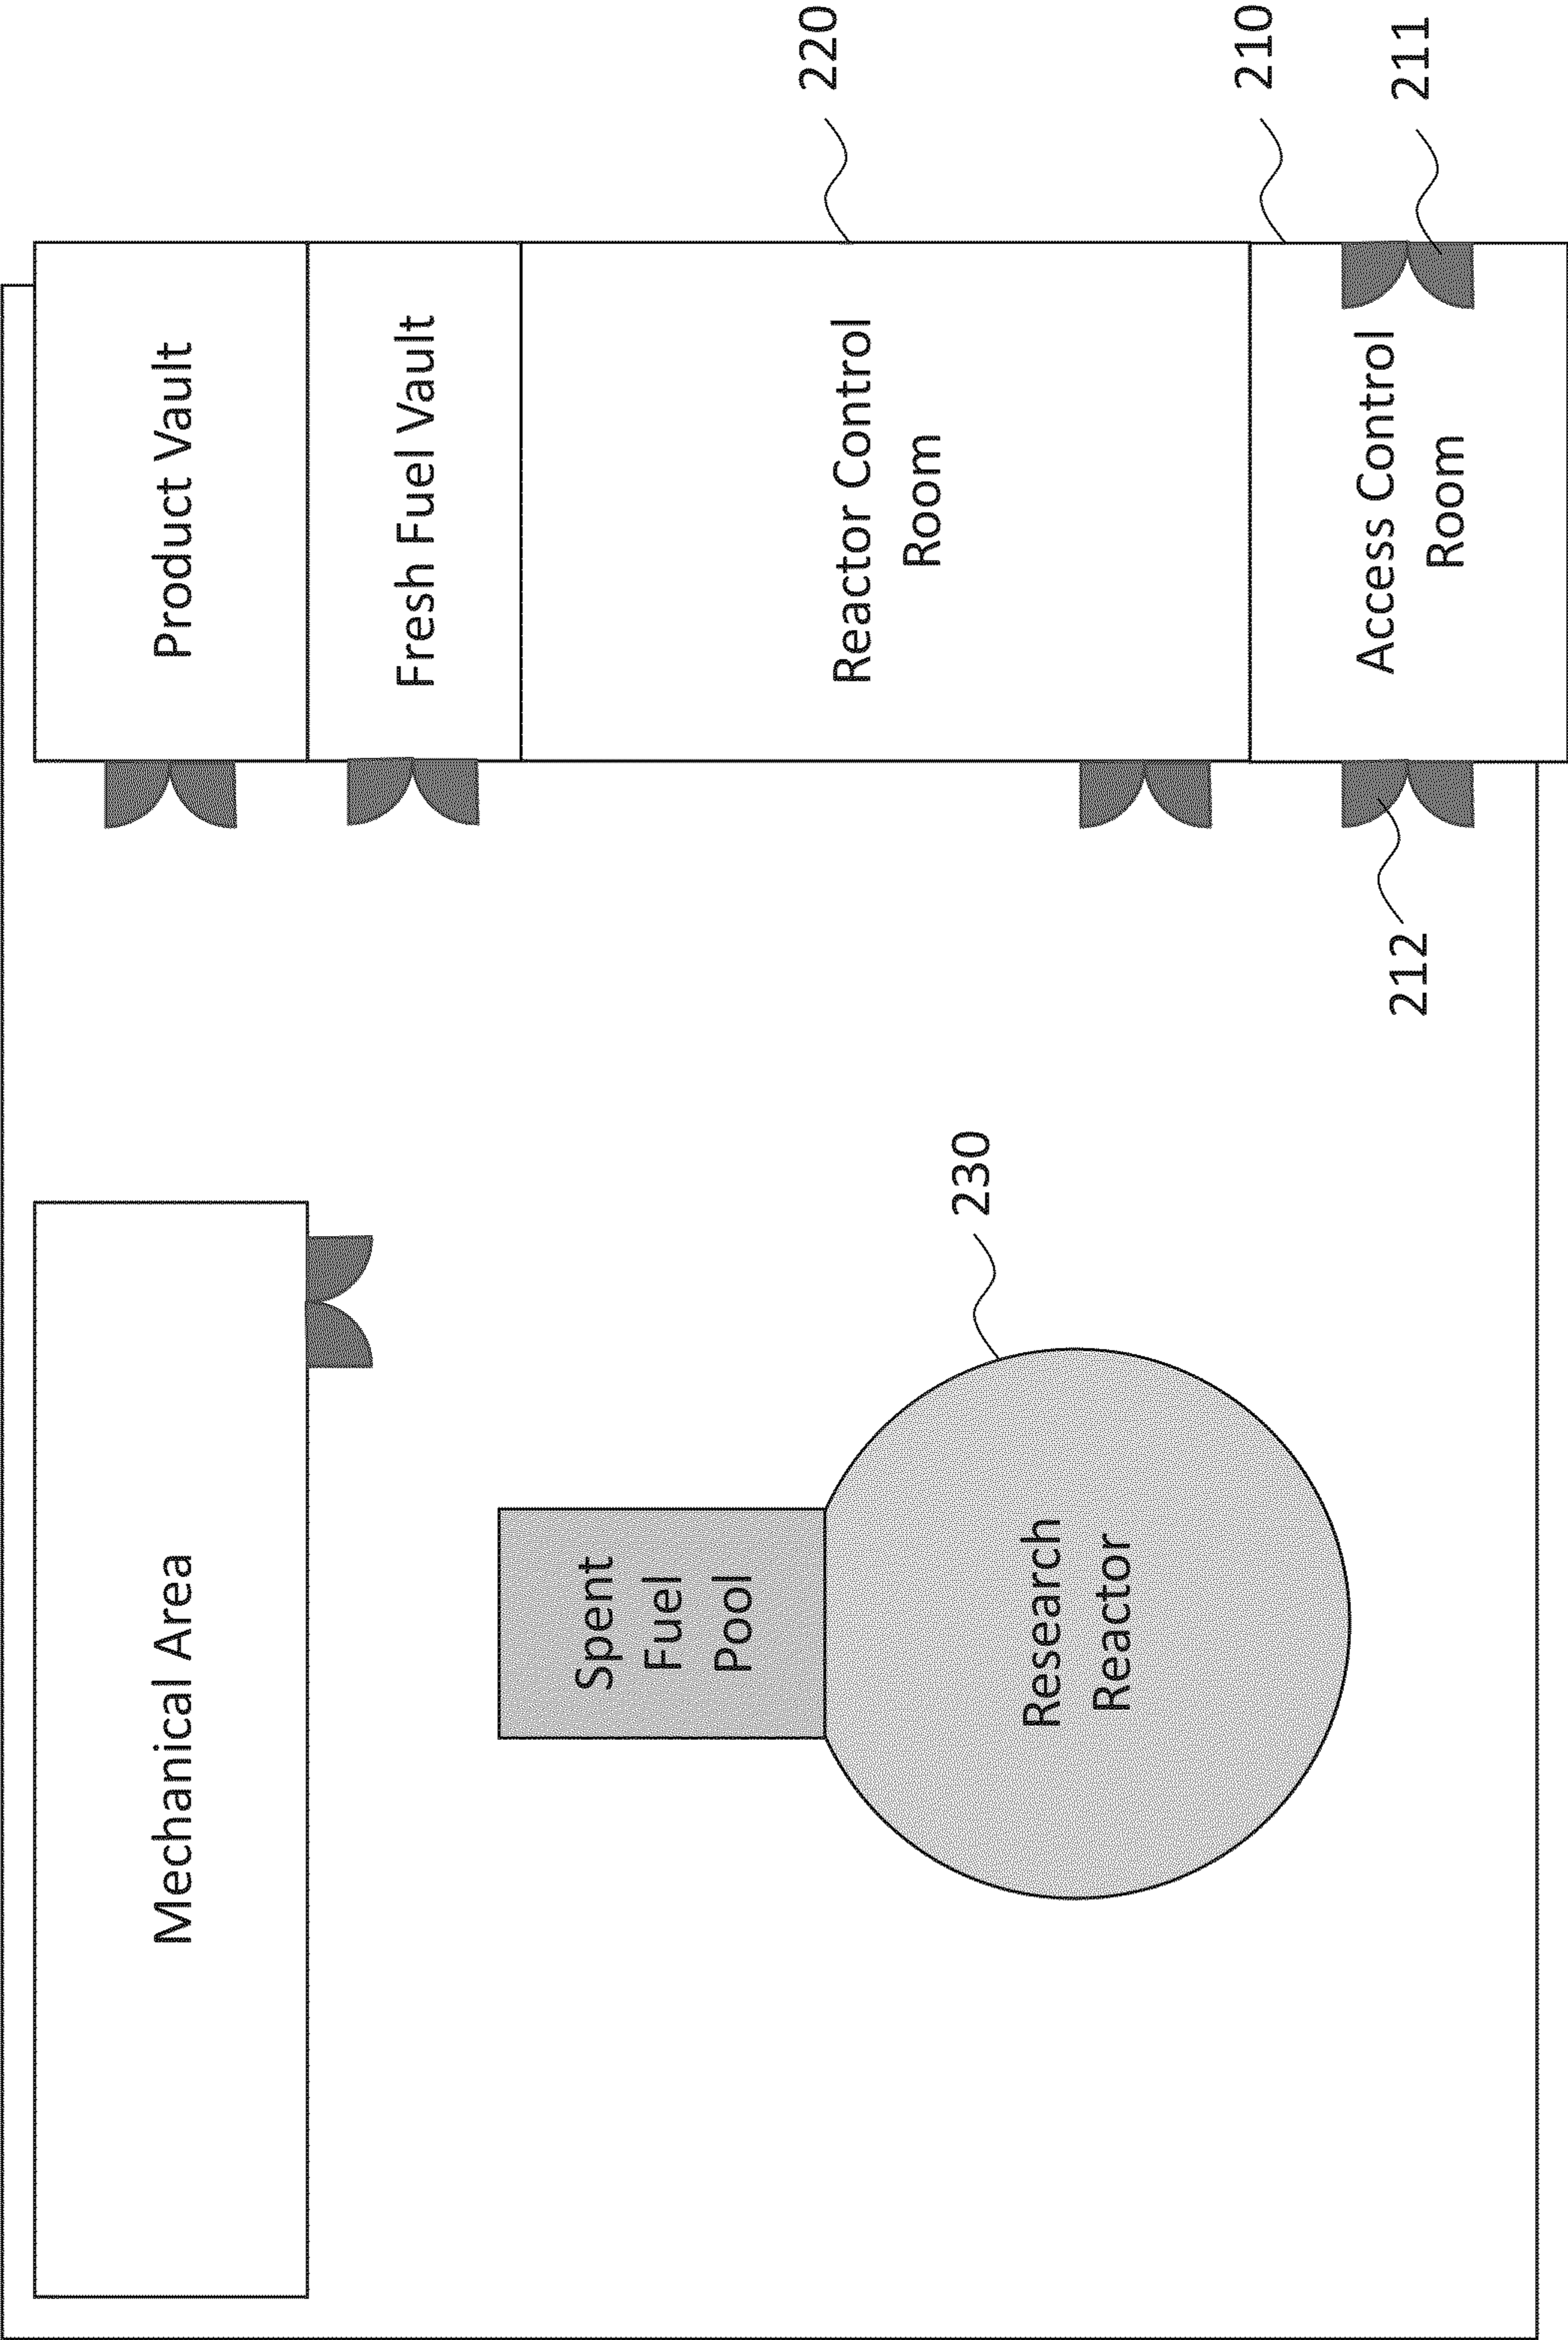 Product Vault
Fresh Fuel Vault
Reactor Control
Room
Access Control
Room
220
210
211
212
Mechanical Area
Spent
Fuel
Pool
Research
Reactor
230